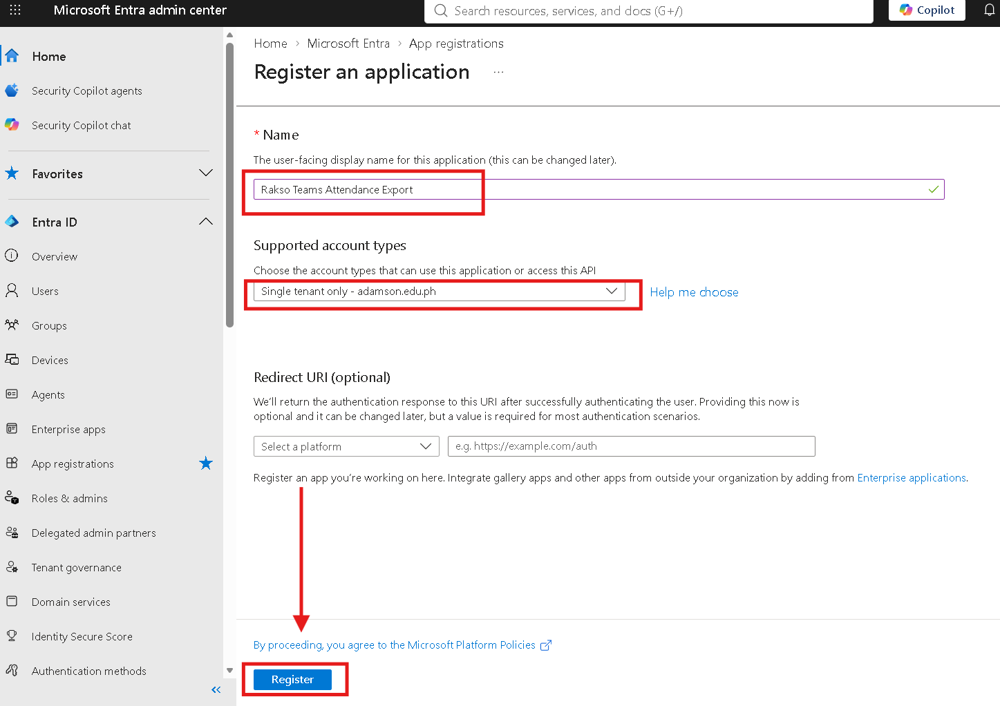 Microsoft Entra admin center
Search resources, services, and docs (G+/)
Copilot
Home
Security Copilot agents
Security Copilot chat
Favorites
Entra ID
Overview
Users
Groups
Devices
Agents
Enterprise apps
App registrations
Roles & admins
Delegated admin partners
Tenant governance
Domain services
Identity Secure Score
Authentication methods
Home > Microsoft Entra > App registrations
Register an application ...
* Name
The user-facing display name for this application (this can be changed later).
Rakso Teams Attendance Export
Supported account types
Choose the account types that can use this application or access this API
Single tenant only - adamson.edu.ph
Help me choose
Redirect URI (optional)
We'll return the authentication response to this URI after successfully authenticating the user. Providing this now is
optional and it can be changed later, but a value is required for most authentication scenarios.
Select a platform
e.g. https://example.com/auth
Register an app you're working on here. Integrate gallery apps and other apps from outside your organization by adding from Enterprise applications.
By proceeding, you agree to the Microsoft Platform Policies
Register